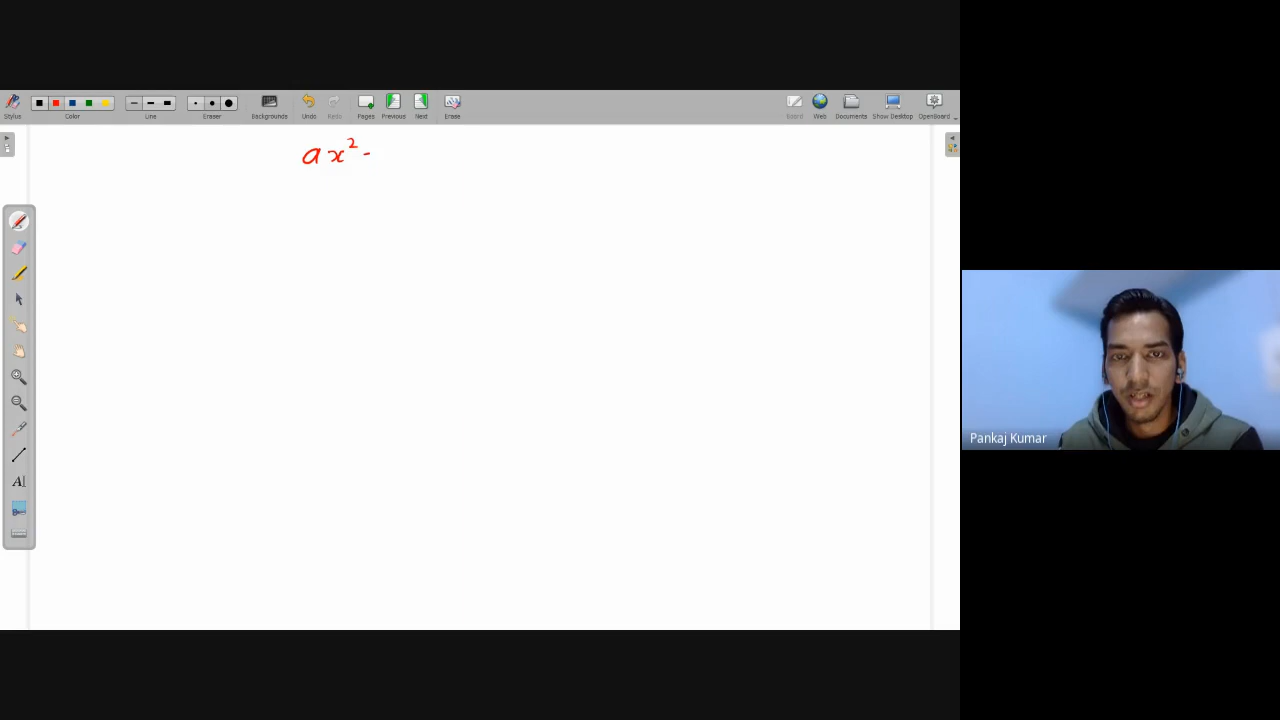 Stylus Color Line Eraser Backgrounds Undo Redo Pages Previous Next Erase Board Web Documents Show Desktop OpenBoard
ax² -
Pankaj Kumar